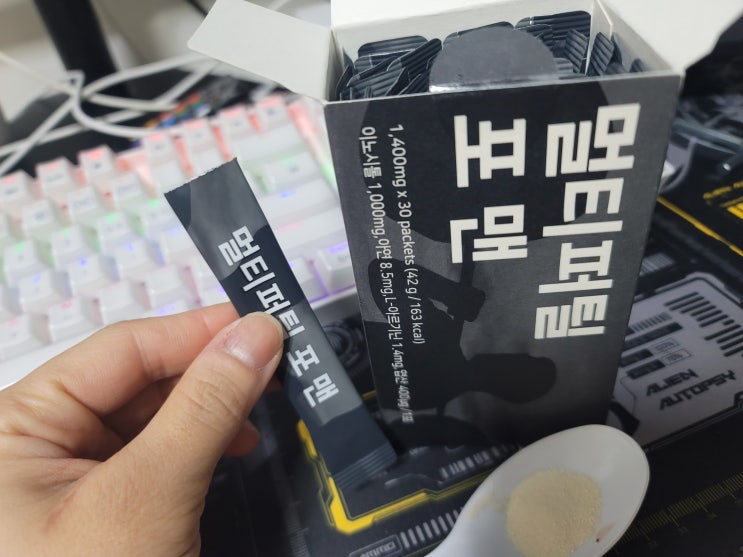 멀티퍼틸
포 맨
1,400mg x 30 packets (42 g / 163 kcal)
이노시톨 1,000mg, 아연 8.5mg, L-아르기닌 1.4mg 엽산 400μg / 1포
멀티퍼틸 포 맨
ALIEN
AUTOPSY